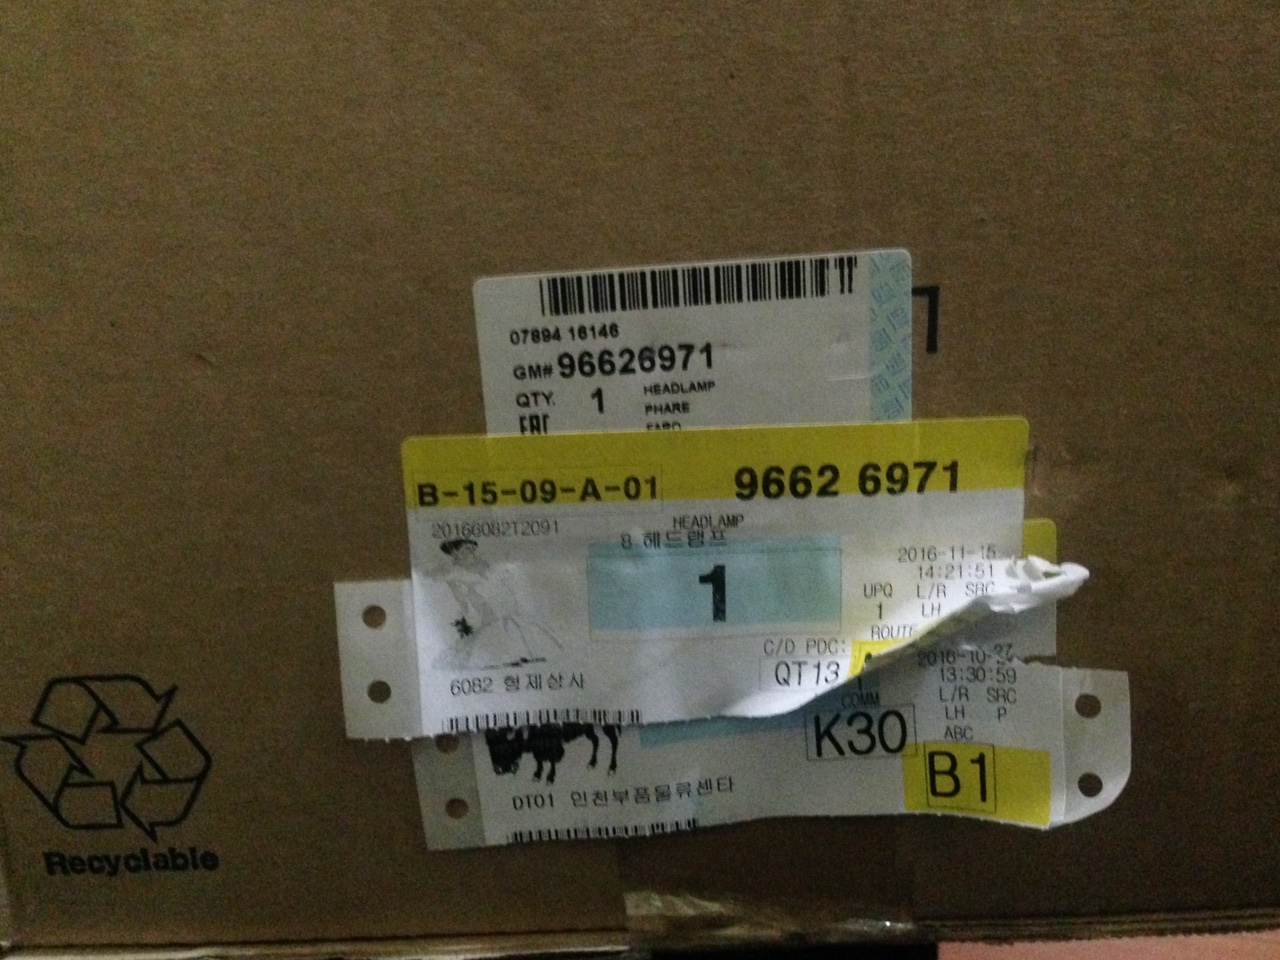 07894 16146
GM# 96626971
QTY. 1 HEADLAMP
PHARE
EAC FARO
B-15-09-A-01 9662 6971
20166082T2091 HEADLAMP
8 헤드램프
1
2016-11-15
14:21:51
UPQ L/R SRC
1 LH
ROUTE
C/D PDC:
QT13
6082 형제상사
2016-10-27
13:30:59
L/R SRC
LH P
COMM
ABC
K30
B1
DT01 인천부품물류센타
Recyclable